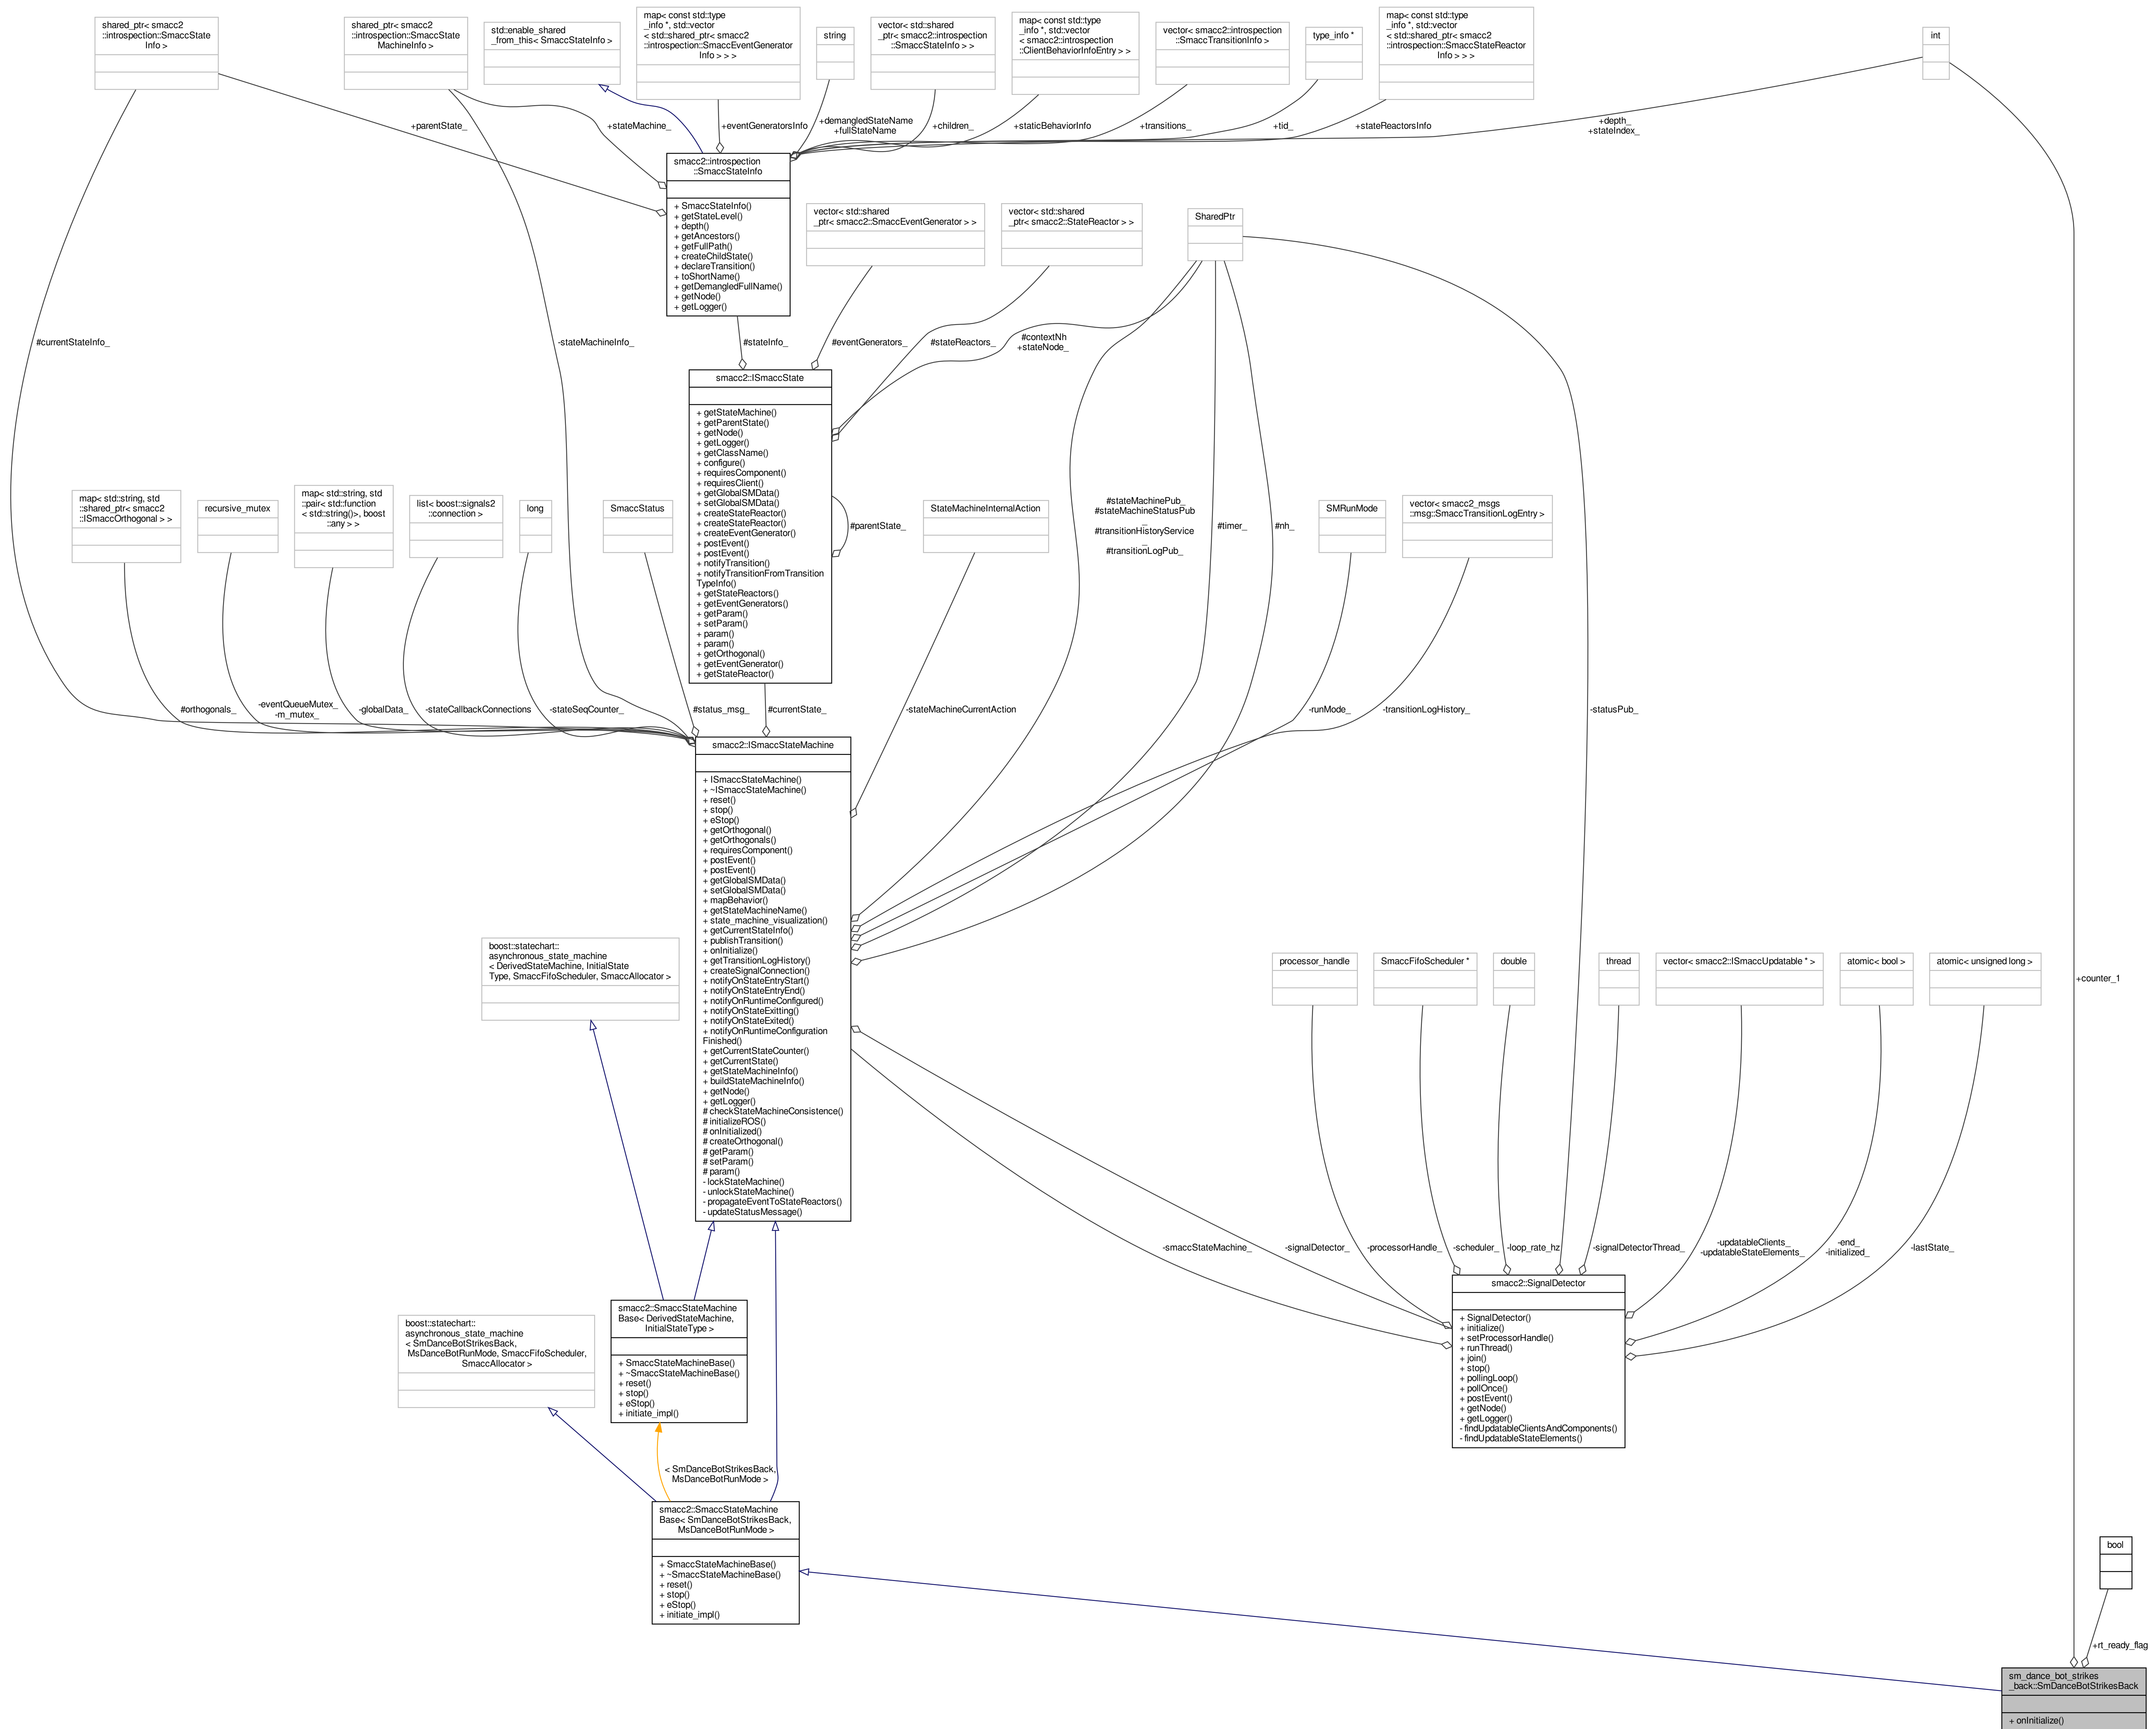 shared_ptr< smacc2
::introspection::SmaccState
Info >
shared_ptr< smacc2
::introspection::SmaccState
MachineInfo >
std::enable_shared
_from_this< SmaccStateInfo >
map< const std::type
_info *, std::vector
< std::shared_ptr< smacc2
::introspection::SmaccEventGenerator
Info > > >
string
vector< std::shared
_ptr< smacc2::introspection
::SmaccStateInfo > >
map< const std::type
_info *, std::vector
< smacc2::introspection
::ClientBehaviorInfoEntry > >
vector< smacc2::introspection
::SmaccTransitionInfo >
type_info *
map< const std::type
_info *, std::vector
< std::shared_ptr< smacc2
::introspection::SmaccStateReactor
Info > > >
int
+parentState_
+stateMachine_
+eventGeneratorsInfo
+demangledStateName
+fullStateName
+children_
+staticBehaviorInfo
+transitions_
+tid_
+stateReactorsInfo
+depth_
+stateIndex_
smacc2::introspection
::SmaccStateInfo
+ SmaccStateInfo()
+ getStateLevel()
+ depth()
+ getAncestors()
+ getFullPath()
+ createChildState()
+ declareTransition()
+ toShortName()
+ getDemangledFullName()
+ getNode()
+ getLogger()
vector< std::shared
_ptr< smacc2::SmaccEventGenerator > >
vector< std::shared
_ptr< smacc2::StateReactor > >
SharedPtr
#currentStateInfo_
-stateMachineInfo_
#stateInfo_
#eventGenerators_
#stateReactors_
#contextNh
+stateNode_
smacc2::ISmaccState
+ getStateMachine()
+ getParentState()
+ getNode()
+ getLogger()
+ getClassName()
+ configure()
+ requiresComponent()
+ requiresClient()
+ getGlobalSMData()
+ setGlobalSMData()
+ createStateReactor()
+ createStateReactor()
+ createEventGenerator()
+ postEvent()
+ postEvent()
+ notifyTransition()
+ notifyTransitionFromTransition
TypeInfo()
+ getStateReactors()
+ getEventGenerators()
+ getParam()
+ setParam()
+ param()
+ param()
+ getOrthogonal()
+ getEventGenerator()
+ getStateReactor()
#parentState_
map< std::string, std
::shared_ptr< smacc2
::ISmaccOrthogonal > >
recursive_mutex
map< std::string, std
::pair< std::function
< std::string()>, boost
::any > >
list< boost::signals2
::connection >
long
SmaccStatus
StateMachineInternalAction
#stateMachinePub_
#stateMachineStatusPub
_
#transitionHistoryService
_
#transitionLogPub_
#timer_
#nh_
SMRunMode
vector< smacc2_msgs
::msg::SmaccTransitionLogEntry >
#orthogonals_
-eventQueueMutex_
-m_mutex_
-globalData_
-stateCallbackConnections
-stateSeqCounter_
#status_msg_
#currentState_
-stateMachineCurrentAction
-runMode_
-transitionLogHistory_
-statusPub_
smacc2::ISmaccStateMachine
+ ISmaccStateMachine()
+ ~ISmaccStateMachine()
+ reset()
+ stop()
+ eStop()
+ getOrthogonal()
+ getOrthogonals()
+ requiresComponent()
+ postEvent()
+ postEvent()
+ getGlobalSMData()
+ setGlobalSMData()
+ mapBehavior()
+ getStateMachineName()
+ state_machine_visualization()
+ getCurrentStateInfo()
+ publishTransition()
+ onInitialize()
+ getTransitionLogHistory()
+ createSignalConnection()
+ notifyOnStateEntryStart()
+ notifyOnStateEntryEnd()
+ notifyOnRuntimeConfigured()
+ notifyOnStateExitting()
+ notifyOnStateExited()
+ notifyOnRuntimeConfiguration
Finished()
+ getCurrentStateCounter()
+ getCurrentState()
+ getStateMachineInfo()
+ buildStateMachineInfo()
+ getNode()
+ getLogger()
# checkStateMachineConsistence()
# initializeROS()
# onInitialized()
# createOrthogonal()
# getParam()
# setParam()
# param()
- lockStateMachine()
- unlockStateMachine()
- propagateEventToStateReactors()
- updateStatusMessage()
boost::statechart::
asynchronous_state_machine
< DerivedStateMachine, InitialState
Type, SmaccFifoScheduler, SmaccAllocator >
processor_handle
SmaccFifoScheduler *
double
thread
vector< smacc2::ISmaccUpdatable * >
atomic< bool >
atomic< unsigned long >
+counter_1
-smaccStateMachine_
-signalDetector_
-processorHandle_
-scheduler_
-loop_rate_hz
-signalDetectorThread_
-updatableClients_
-updatableStateElements_
-end_
-initialized_
-lastState_
smacc2::SignalDetector
+ SignalDetector()
+ initialize()
+ setProcessorHandle()
+ runThread()
+ join()
+ stop()
+ pollingLoop()
+ pollOnce()
+ postEvent()
+ getNode()
+ getLogger()
- findUpdatableClientsAndComponents()
- findUpdatableStateElements()
smacc2::SmaccStateMachine
Base< DerivedStateMachine,
InitialStateType >
+ SmaccStateMachineBase()
+ ~SmaccStateMachineBase()
+ reset()
+ stop()
+ eStop()
+ initiate_impl()
boost::statechart::
asynchronous_state_machine
< SmDanceBotStrikesBack,
MsDanceBotRunMode, SmaccFifoScheduler,
SmaccAllocator >
< SmDanceBotStrikesBack,
MsDanceBotRunMode >
smacc2::SmaccStateMachine
Base< SmDanceBotStrikesBack,
MsDanceBotRunMode >
+ SmaccStateMachineBase()
+ ~SmaccStateMachineBase()
+ reset()
+ stop()
+ eStop()
+ initiate_impl()
bool
+rt_ready_flag
sm_dance_bot_strikes
_back::SmDanceBotStrikesBack
+ onInitialize()